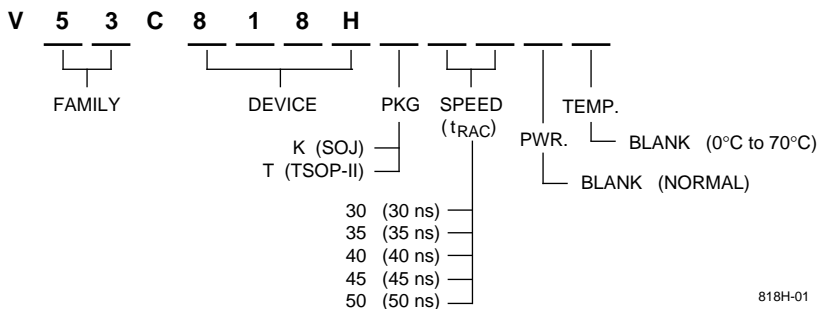 V 5 3 C 8 1 8 H
FAMILY DEVICE PKG SPEED TEMP.
(tRAC) PWR.
K (SOJ) BLANK (0°C to 70°C)
T (TSOP-II)
BLANK (NORMAL)
30 (30 ns)
35 (35 ns)
40 (40 ns)
45 (45 ns)
50 (50 ns)
818H-01